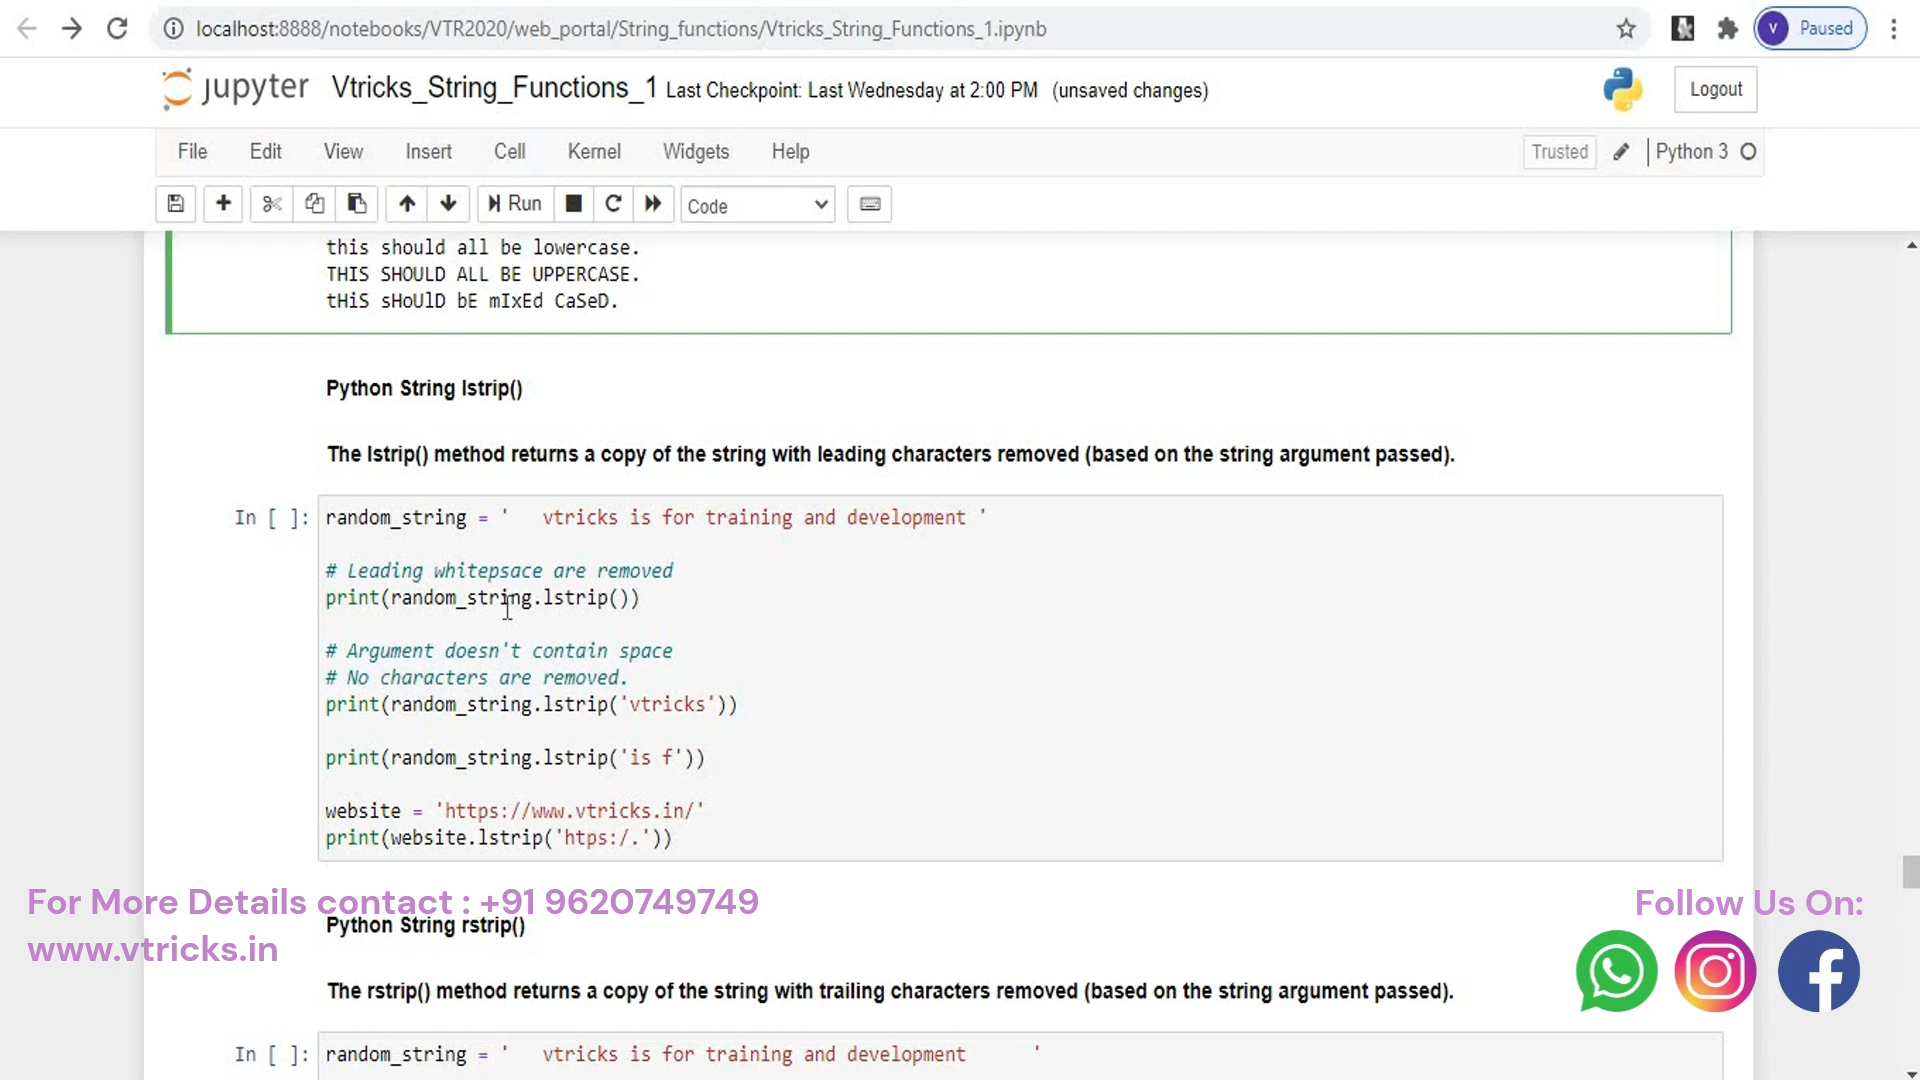 localhost:8888/notebooks/VTR2020/web_portal/String_functions/Vtricks_String_Functions_1.ipynb
V Paused
jupyter Vtricks_String_Functions_1 Last Checkpoint: Last Wednesday at 2:00 PM (unsaved changes)
Logout
File Edit View Insert Cell Kernel Widgets Help
Trusted Python 3
Run Code
this should all be lowercase.
THIS SHOULD ALL BE UPPERCASE.
tHiS sHoUlD bE mIxEd CaSeD.
Python String lstrip()
The lstrip() method returns a copy of the string with leading characters removed (based on the string argument passed).
In [ ]: random_string = '   vtricks is for training and development '
# Leading whitepsace are removed
print(random_string.lstrip())
# Argument doesn't contain space
# No characters are removed.
print(random_string.lstrip('vtricks'))
print(random_string.lstrip('is f'))
website = 'https://www.vtricks.in/'
print(website.lstrip('htps:/.'))
For More Details contact : +91 9620749749
Follow Us On:
Python String rstrip()
www.vtricks.in
The rstrip() method returns a copy of the string with trailing characters removed (based on the string argument passed).
In [ ]: random_string = '   vtricks is for training and development      '